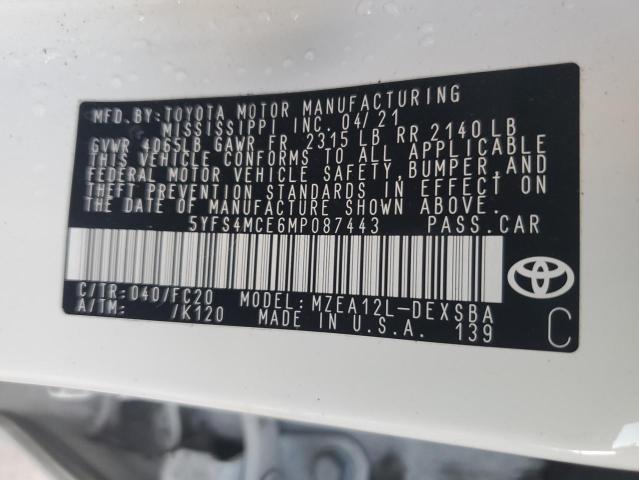 MFD. BY: TOYOTA MOTOR MANUFACTURING
MISSISSIPPI INC. 04/21
GVWR 4065LB GAWR FR 2315 LB RR 2140 LB
THIS VEHICLE CONFORMS TO ALL APPLICABLE
FEDERAL MOTOR VEHICLE SAFETY, BUMPER, AND
THEFT PREVENTION STANDARDS IN EFFECT ON
THE DATE OF MANUFACTURE SHOWN ABOVE.
5YFS4MCE6MP087443 PASS. CAR
C/TR: 040/FC20 MODEL: MZEA12L-DEXSBA
A/TM: /K120 MADE IN U.S.A. 139
C